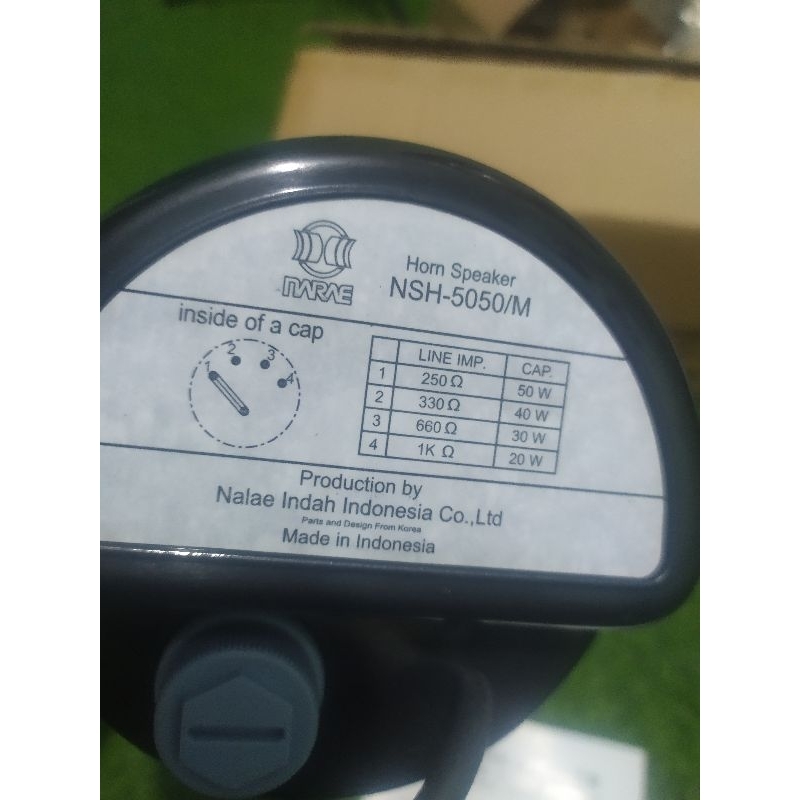 NARAE
Horn Speaker
NSH-5050/M
inside of a cap
1 2 3 4
LINE IMP. CAP.
1 250 Ω 50 W
2 330 Ω 40 W
3 660 Ω 30 W
4 1K Ω 20 W
Production by
Nalae Indah Indonesia Co.,Ltd
Parts and Design From Korea
Made in Indonesia